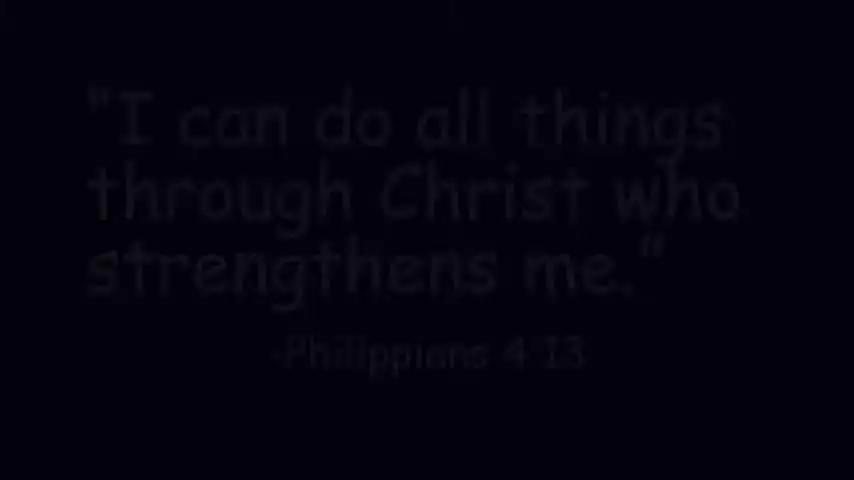 "I can do all things
through Christ who
strengthens me."
-Philippians 4:13